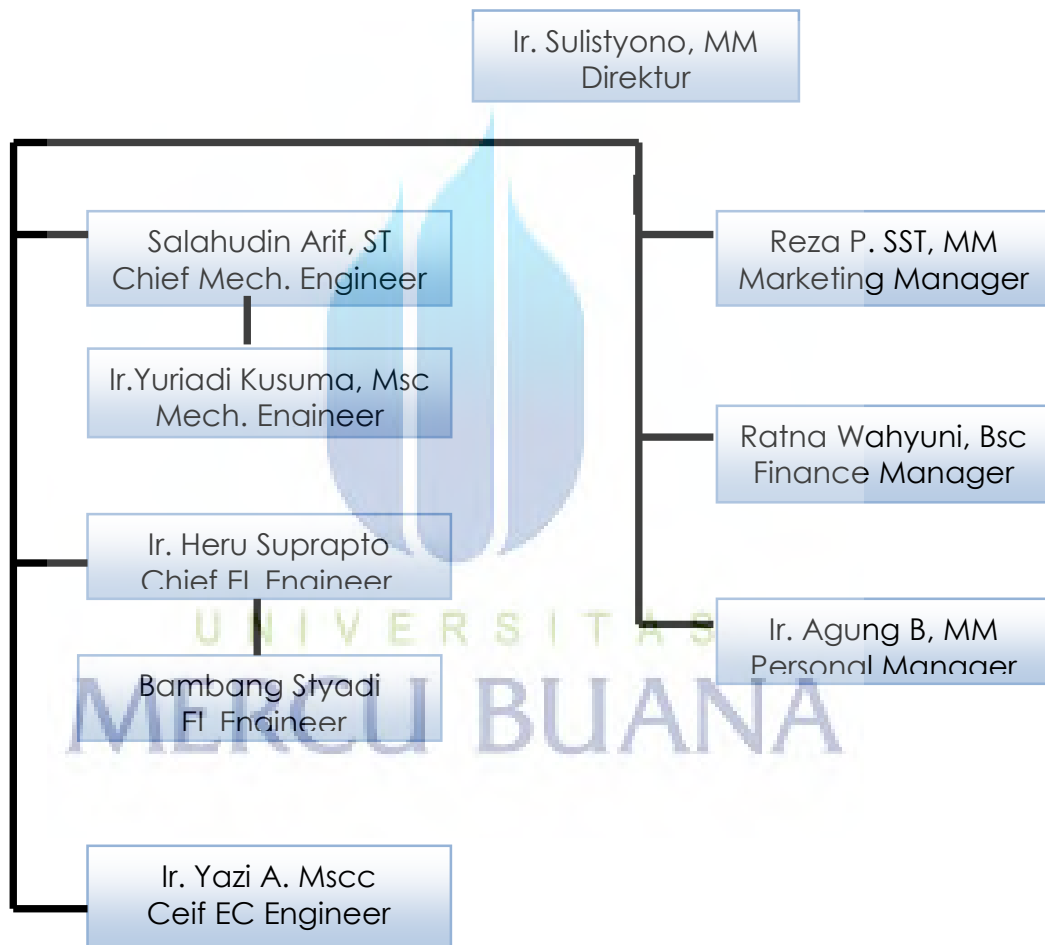 Ir. Sulistyono, MM
Direktur
Salahudin Arif, ST
Chief Mech. Engineer
Ir.Yuriadi Kusuma, Msc
Mech. Engineer
Ir. Heru Suprapto
Chief EL Engineer
Bambang Styadi
EL Engineer
Ir. Yazi A. Mscc
Ceif EC Engineer
Reza P. SST, MM
Marketing Manager
Ratna Wahyuni, Bsc
Finance Manager
Ir. Agung B, MM
Personal Manager
UNIVERSITAS
MERCU BUANA